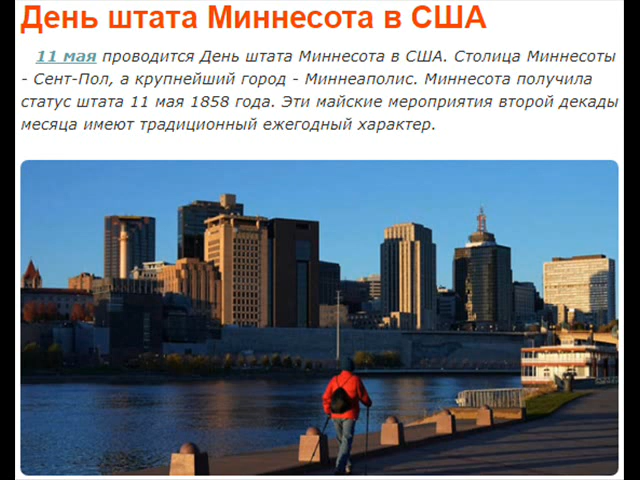 День штата Миннесота в США
11 мая проводится День штата Миннесота в США. Столица Миннесоты
- Сент-Пол, а крупнейший город - Миннеаполис. Миннесота получила
статус штата 11 мая 1858 года. Эти майские мероприятия второй декады
месяца имеют традиционный ежегодный характер.